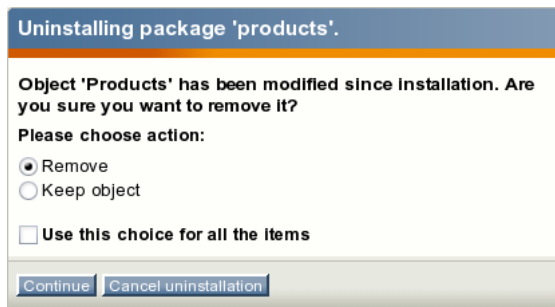 Uninstalling package 'products'.
Object 'Products' has been modified since installation. Are
you sure you want to remove it?
Please choose action:
Remove
Keep object
Use this choice for all the items
Continue Cancel uninstallation